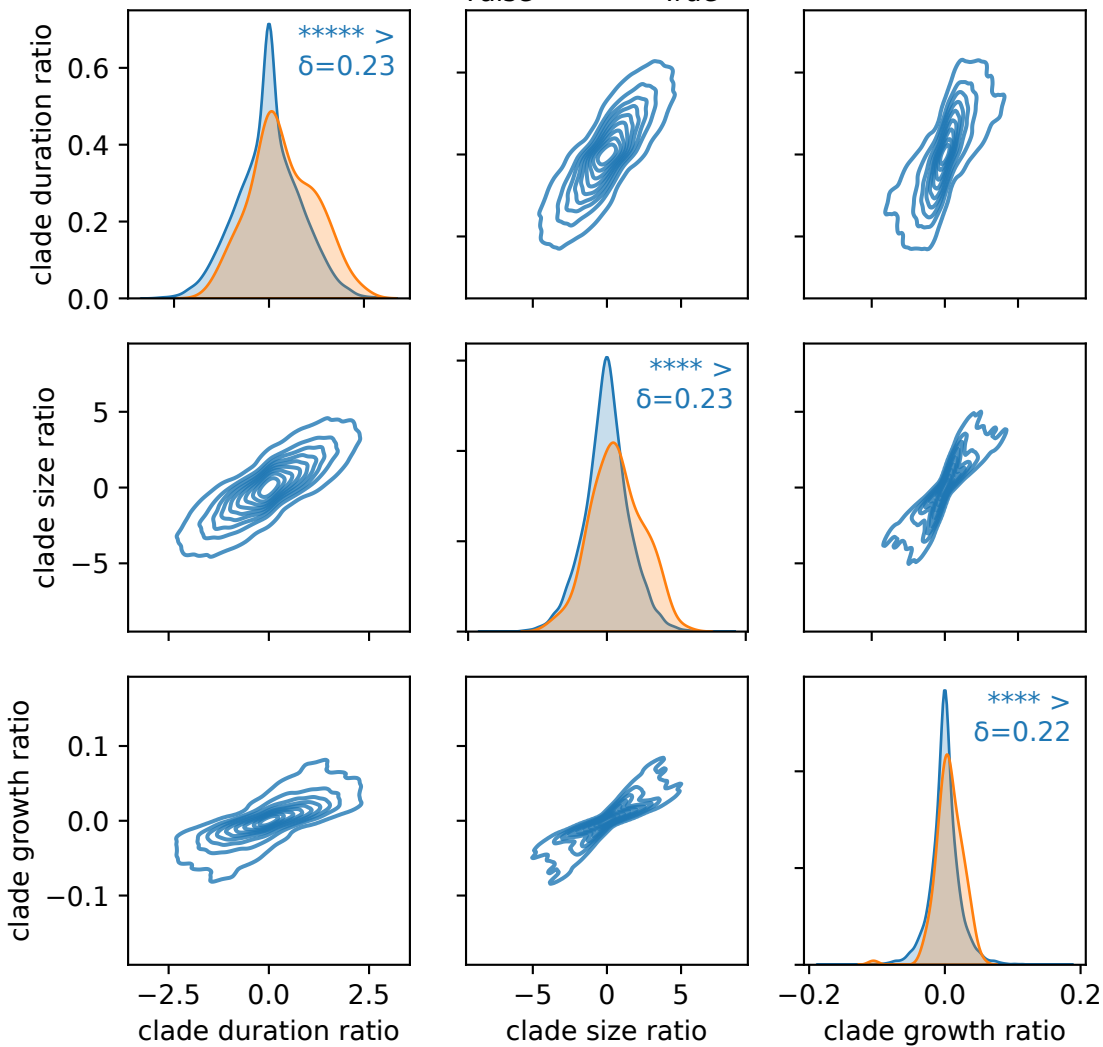 clade duration ratio
0.6
0.4
0.2
0.0
***** >
δ=0.23
clade size ratio
5
0
−5
**** >
δ=0.23
clade growth ratio
0.1
0.0
−0.1
**** >
δ=0.22
−2.5 0.0 2.5
−5 0 5
−0.2 0.0 0.2
clade duration ratio
clade size ratio
clade growth ratio